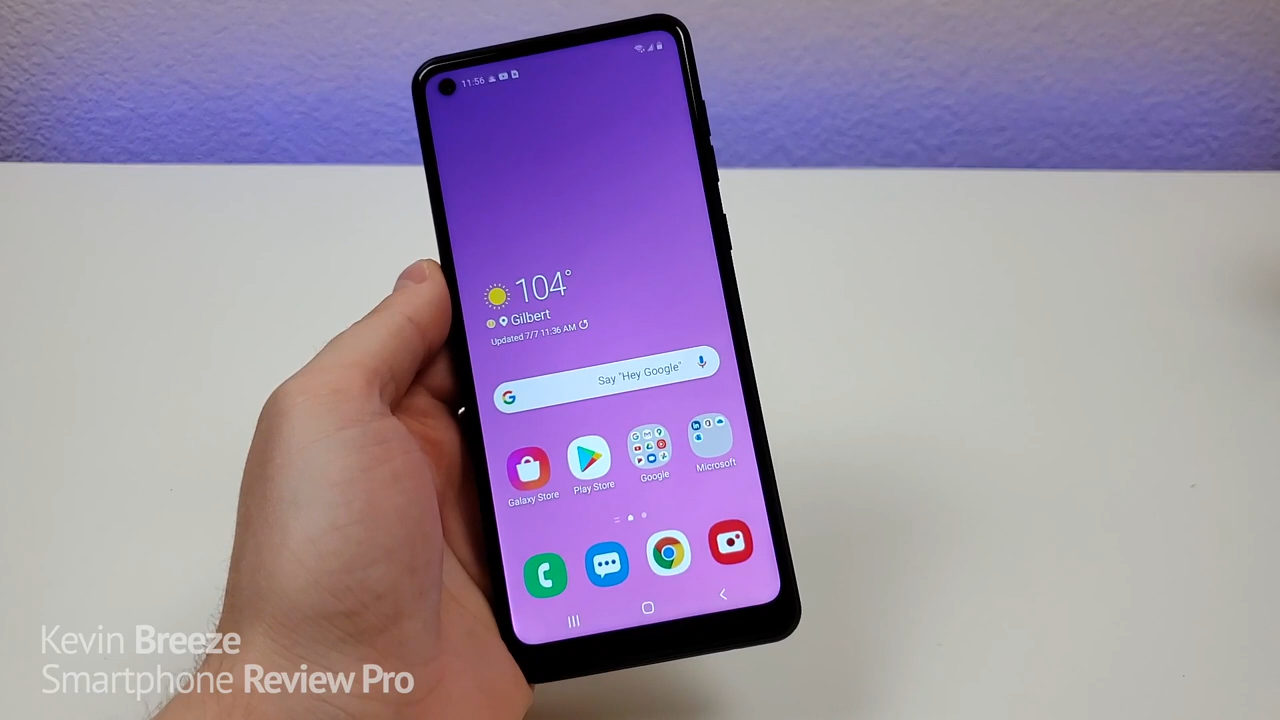 11:56
104°
Gilbert
Updated 7/7 11:36 AM
Say "Hey Google"
Galaxy Store
Play Store
Google
Microsoft
Kevin Breeze
Smartphone Review Pro